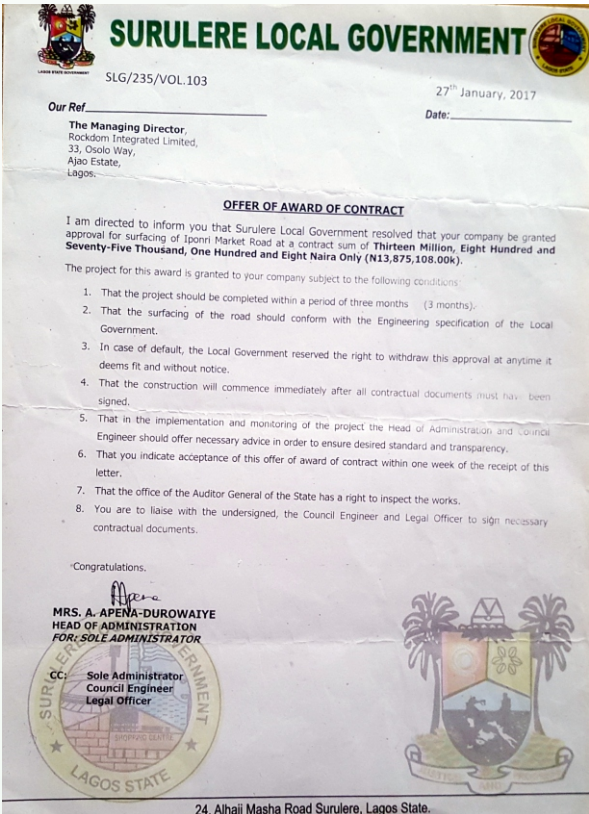 SURULERE LOCAL GOVERNMENT
LAGOS STATE GOVERNMENT
LAGOS STATE
SLG/235/VOL.103
27th January, 2017
Our Ref
Date:
The Managing Director,
Rockdom Integrated Limited,
33, Osolo Way,
Ajao Estate,
Lagos.
OFFER OF AWARD OF CONTRACT
I am directed to inform you that Surulere Local Government resolved that your company be granted
approval for surfacing of Iponri Market Road at a contract sum of Thirteen Million, Eight Hundred and
Seventy-Five Thousand, One Hundred and Eight Naira Only (N13,875,108.00k).
The project for this award is granted to your company subject to the following conditions
1. That the project should be completed within a period of three months (3 months).
2. That the surfacing of the road should conform with the Engineering specification of the Local
Government.
3. In case of default, the Local Government reserved the right to withdraw this approval at anytime it
deems fit and without notice.
4. That the construction will commence immediately after all contractual documents must have been
signed.
5. That in the implementation and monitoring of the project the Head of Administration and Council
Engineer should offer necessary advice in order to ensure desired standard and transparency.
6. That you indicate acceptance of this offer of award of contract within one week of the receipt of this
letter.
7. That the office of the Auditor General of the State has a right to inspect the works.
8. You are to liaise with the undersigned, the Council Engineer and Legal Officer to sign necessary
contractual documents.
Congratulations.
Apena
MRS. A. APENA-DUROWAIYE
HEAD OF ADMINISTRATION
FOR: SOLE ADMINISTRATOR
CC: Sole Administrator
Council Engineer
Legal Officer
SURULERE GOVERNMENT
SHOPPING CENTRE
LAGOS STATE
24, Alhaji Masha Road Surulere, Lagos State.